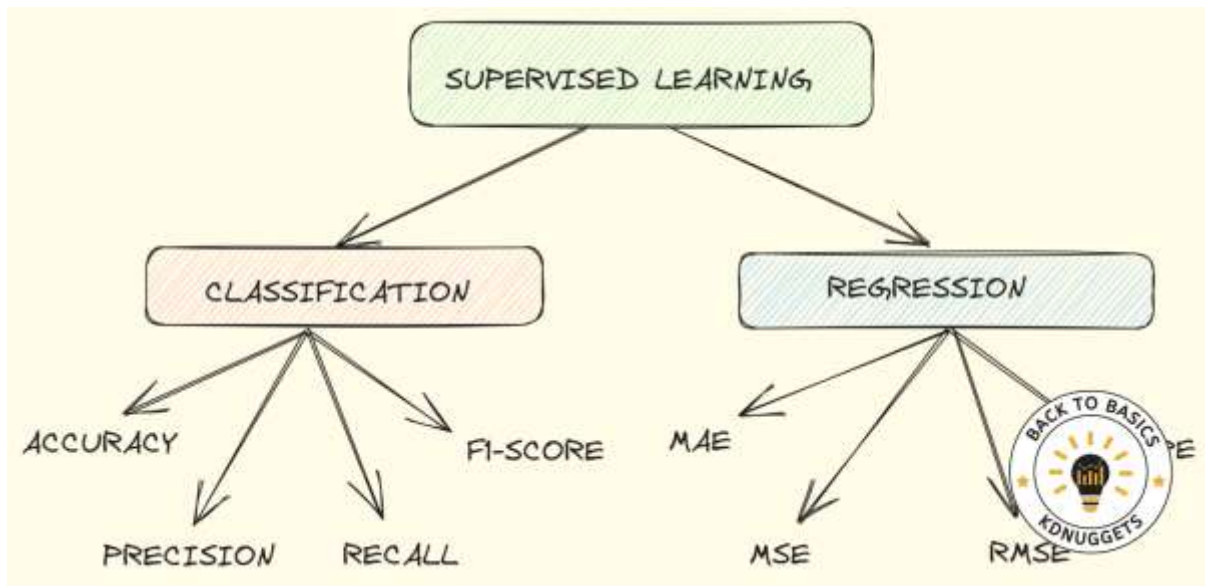 SUPERVISED LEARNING
CLASSIFICATION
REGRESSION
ACCURACY
F1-SCORE
MAE
PRECISION
RECALL
MSE
RMSE
BACK TO BASICS
KDNUGGETS